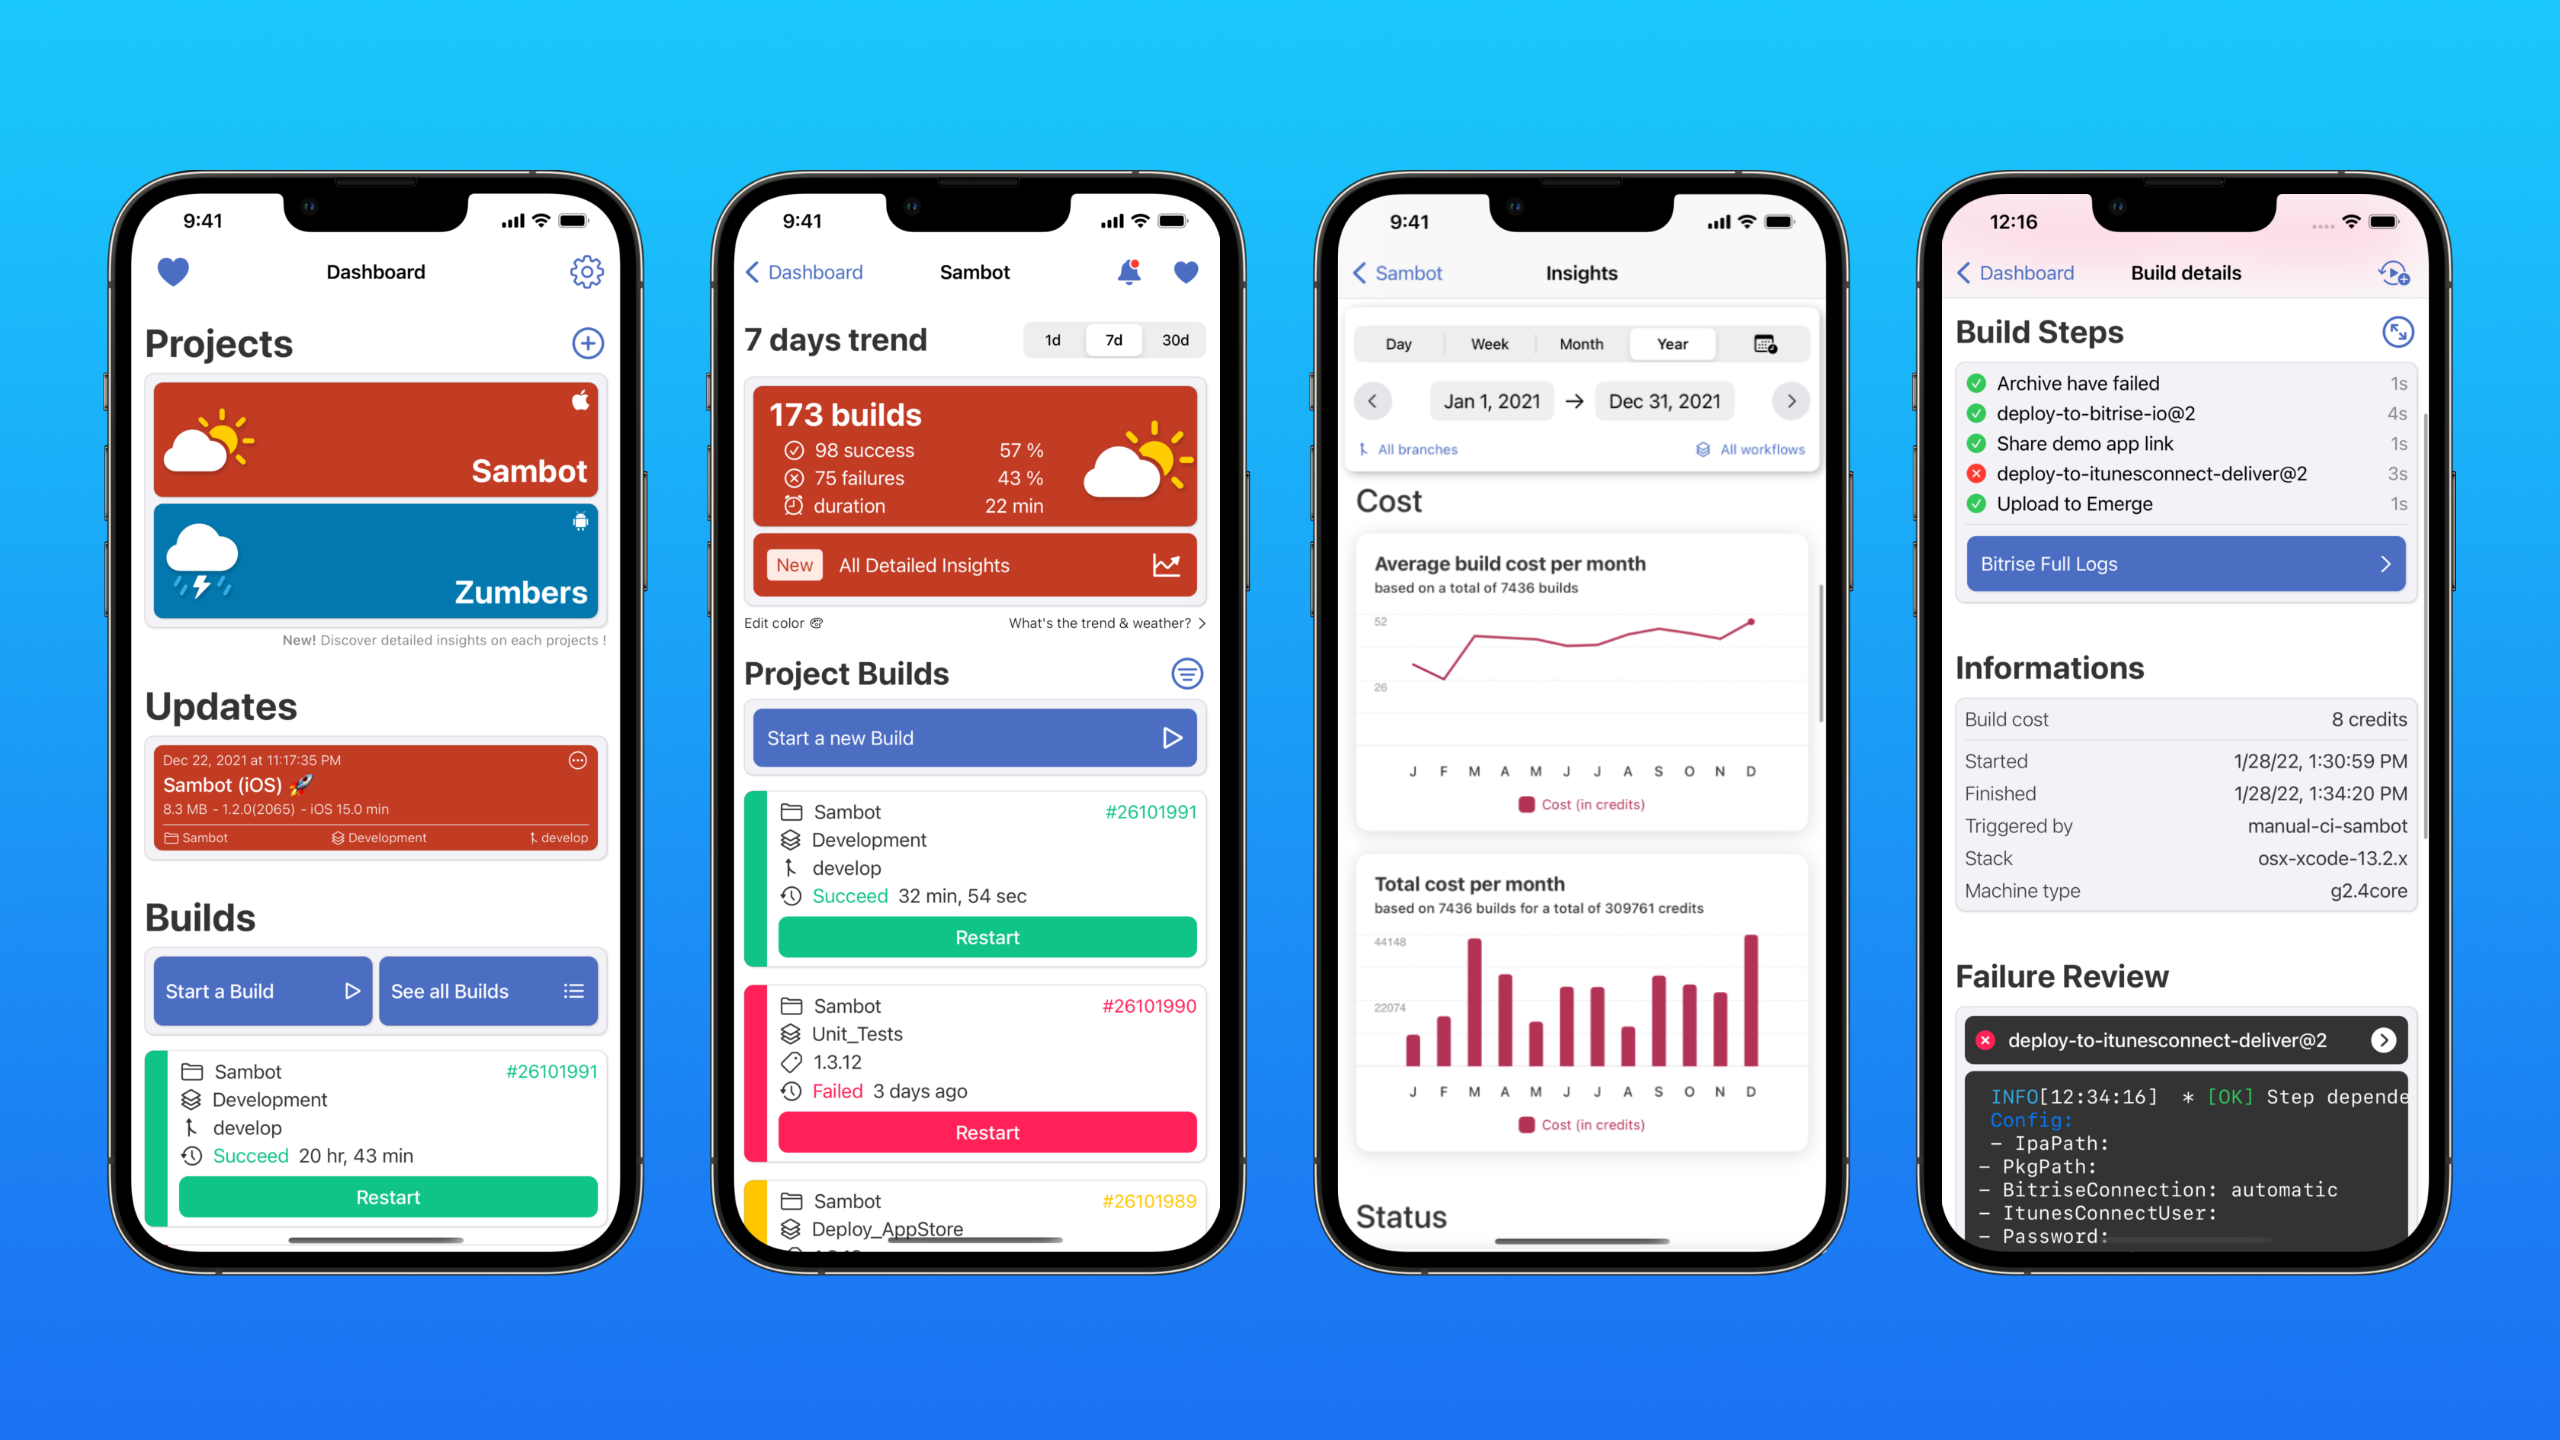 9:41
Dashboard
Projects
Sambot
Zumbers
New! Discover detailed insights on each projects !
Updates
Dec 22, 2021 at 11:17:35 PM
Sambot (iOS) 🚀
8.3 MB - 1.2.0(2065) - iOS 15.0 min
Sambot Development develop
Builds
Start a Build See all Builds
Sambot #26101991
Development
develop
Succeed 20 hr, 43 min
Restart
9:41
Dashboard Sambot
7 days trend 1d 7d 30d
173 builds
98 success 57 %
75 failures 43 %
duration 22 min
New All Detailed Insights
Edit color What's the trend & weather?
Project Builds
Start a new Build
Sambot #26101991
Development
develop
Succeed 32 min, 54 sec
Restart
Sambot #26101990
Unit_Tests
1.3.12
Failed 3 days ago
Restart
Sambot #26101989
Deploy_AppStore
9:41
Sambot Insights
Day Week Month Year
Jan 1, 2021 → Dec 31, 2021
All branches All workflows
Cost
Average build cost per month
based on a total of 7436 builds
52
26
J F M A M J J A S O N D
Cost (in credits)
Total cost per month
based on 7436 builds for a total of 309761 credits
44148
22074
J F M A M J J A S O N D
Cost (in credits)
Status
12:16
Dashboard Build details
Build Steps
Archive have failed 1s
deploy-to-bitrise-io@2 4s
Share demo app link 1s
deploy-to-itunesconnect-deliver@2 3s
Upload to Emerge 1s
Bitrise Full Logs
Informations
Build cost 8 credits
Started 1/28/22, 1:30:59 PM
Finished 1/28/22, 1:34:20 PM
Triggered by manual-ci-sambot
Stack osx-xcode-13.2.x
Machine type g2.4core
Failure Review
deploy-to-itunesconnect-deliver@2
INFO[12:34:16] * [OK] Step depende
Config:
- IpaPath:
- PkgPath:
- BitriseConnection: automatic
- ItunesConnectUser:
- Password: